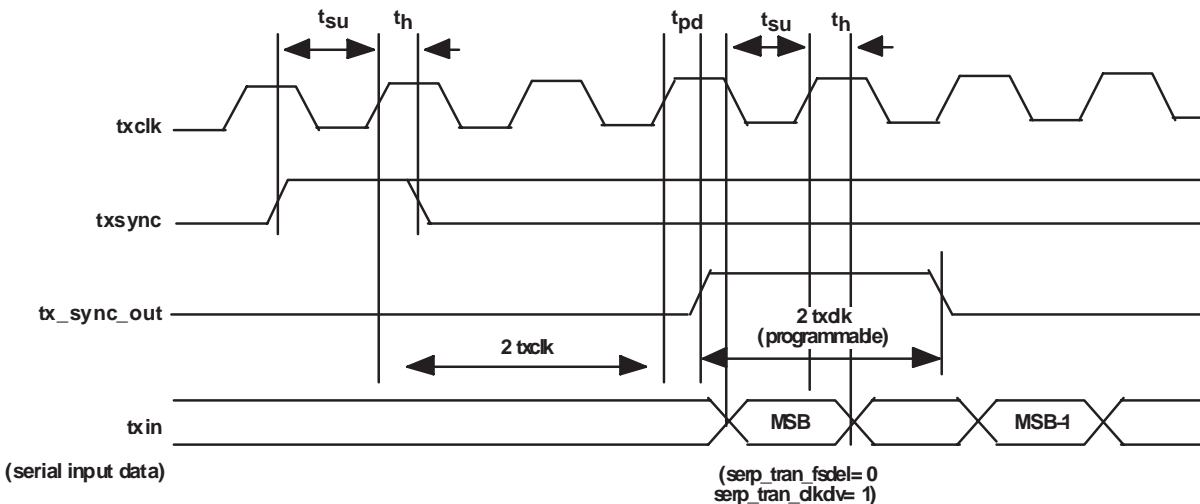 tsu th tpd tsu th
txclk
txsync
tx_sync_out
2 txdk
(programmable)
2 txclk
txin MSB MSB-1
(serial input data)
(serp_tran_fsdel= 0
serp_tran_clkdv= 1)